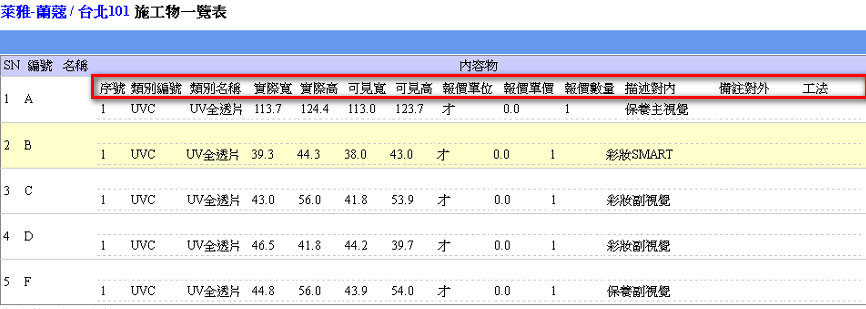 萊雅-蘭蔻 / 台北101 施工物一覽表
SN 編號 名稱 內容物
序號 類別編號 類別名稱 實際寬 實際高 可見寬 可見高 報價單位 報價單價 報價數量 描述對內 備註對外 工法
1 A
1 UVC UV全透片 113.7 124.4 113.0 123.7 才 0.0 1 保養主視覺
2 B
1 UVC UV全透片 39.3 44.3 38.0 43.0 才 0.0 1 彩妝SMART
3 C
1 UVC UV全透片 43.0 56.0 41.8 53.9 才 0.0 1 彩妝副視覺
4 D
1 UVC UV全透片 46.5 41.8 44.2 39.7 才 0.0 1 彩妝副視覺
5 F
1 UVC UV全透片 44.8 56.0 43.9 54.0 才 0.0 1 保養副視覺